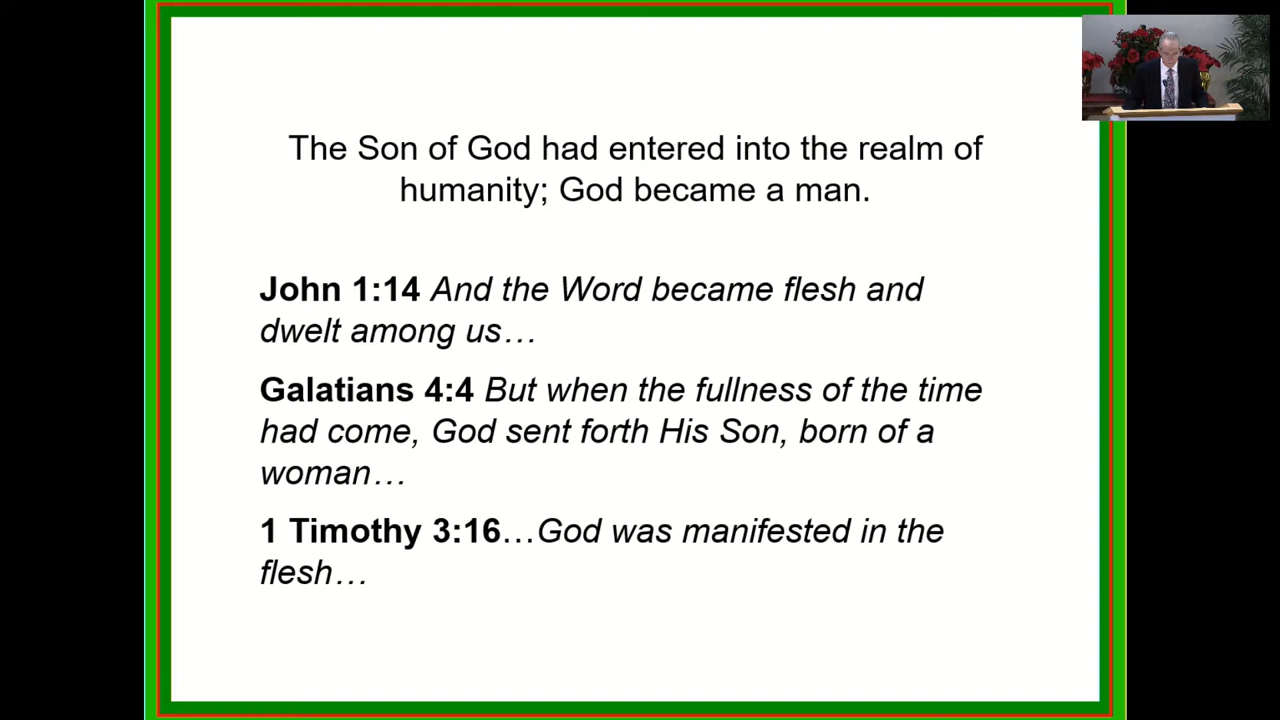 The Son of God had entered into the realm of
humanity; God became a man.
John 1:14 And the Word became flesh and
dwelt among us…
Galatians 4:4 But when the fullness of the time
had come, God sent forth His Son, born of a
woman…
1 Timothy 3:16…God was manifested in the
flesh…